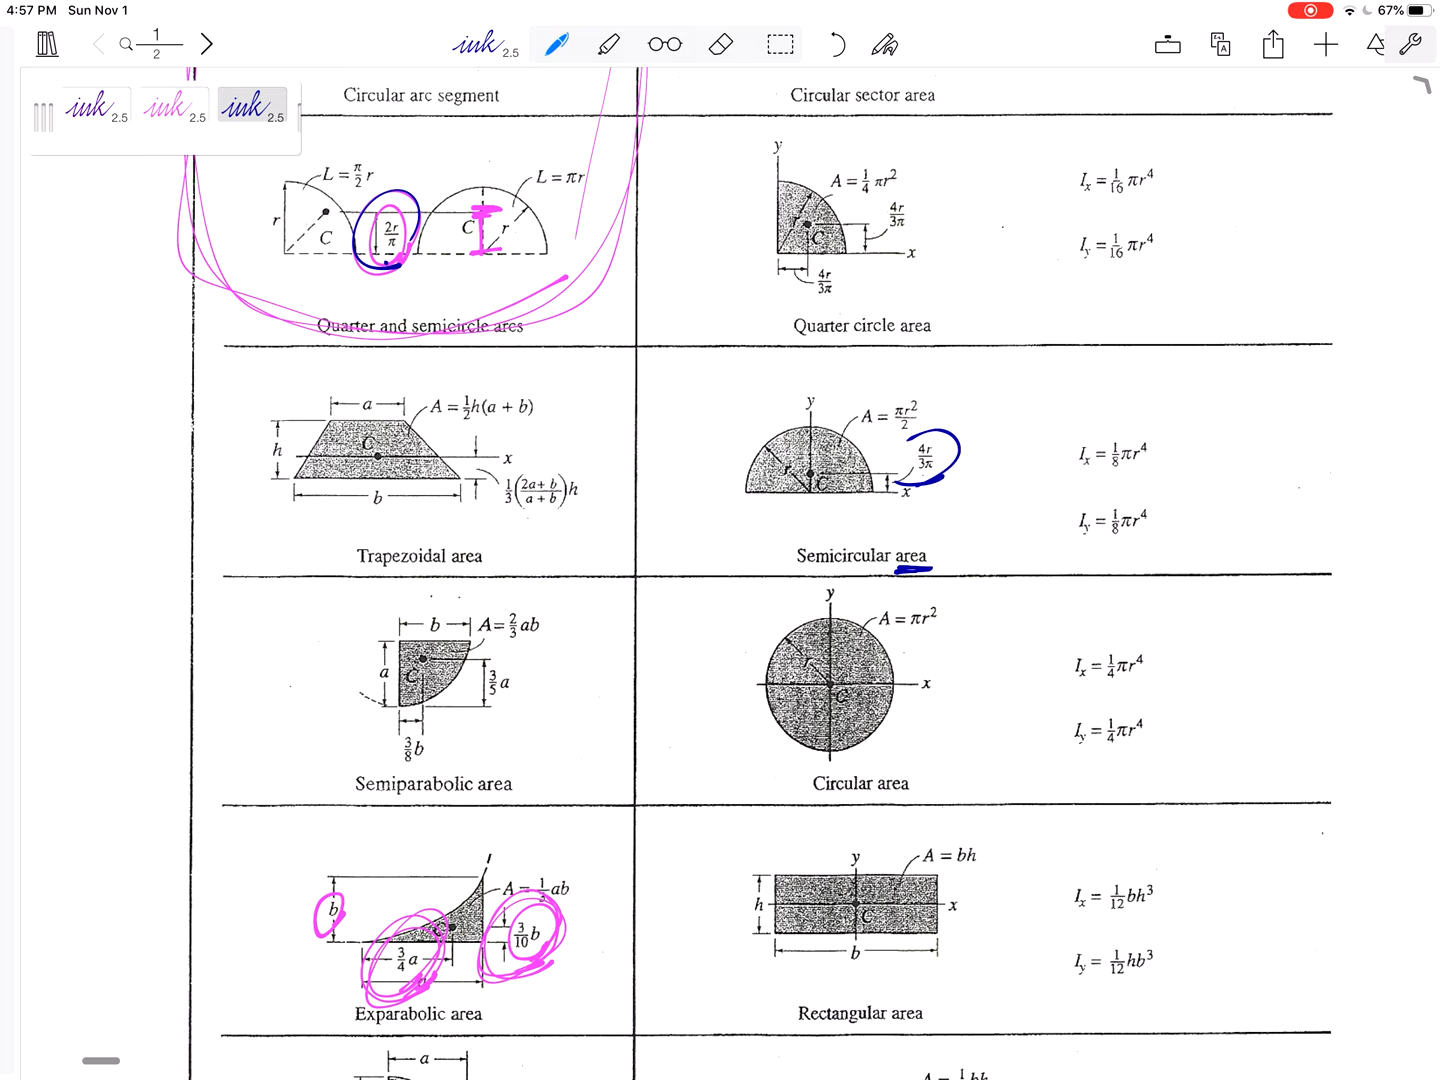 4:57 PM Sun Nov 1
67%
1
2
ink 2.5
ink 2.5
ink 2.5
ink 2.5
Circular arc segment
Circular sector area
L = π/2 r
r
C
2r/π
L = πr
C
r
Quarter and semicircle arcs
y
A = 1/4 πr²
r
C
4r/3π
x
4r/3π
I_x = 1/16 πr⁴
I_y = 1/16 πr⁴
Quarter circle area
a
A = 1/2 h(a + b)
h
C
x
b
1/3 (2a + b / a + b) h
Trapezoidal area
y
A = πr²/2
4r/3π
r
C
x
I_x = 1/8 πr⁴
I_y = 1/8 πr⁴
Semicircular area
b
A = 2/3 ab
a
C
3/5 a
3/8 b
Semiparabolic area
y
A = πr²
r
C
x
I_x = 1/4 πr⁴
I_y = 1/4 πr⁴
Circular area
b
A = 1/3 ab
C
3/10 b
3/4 a
a
Exparabolic area
y
A = bh
h
C
x
b
I_x = 1/12 bh³
I_y = 1/12 hb³
Rectangular area
a